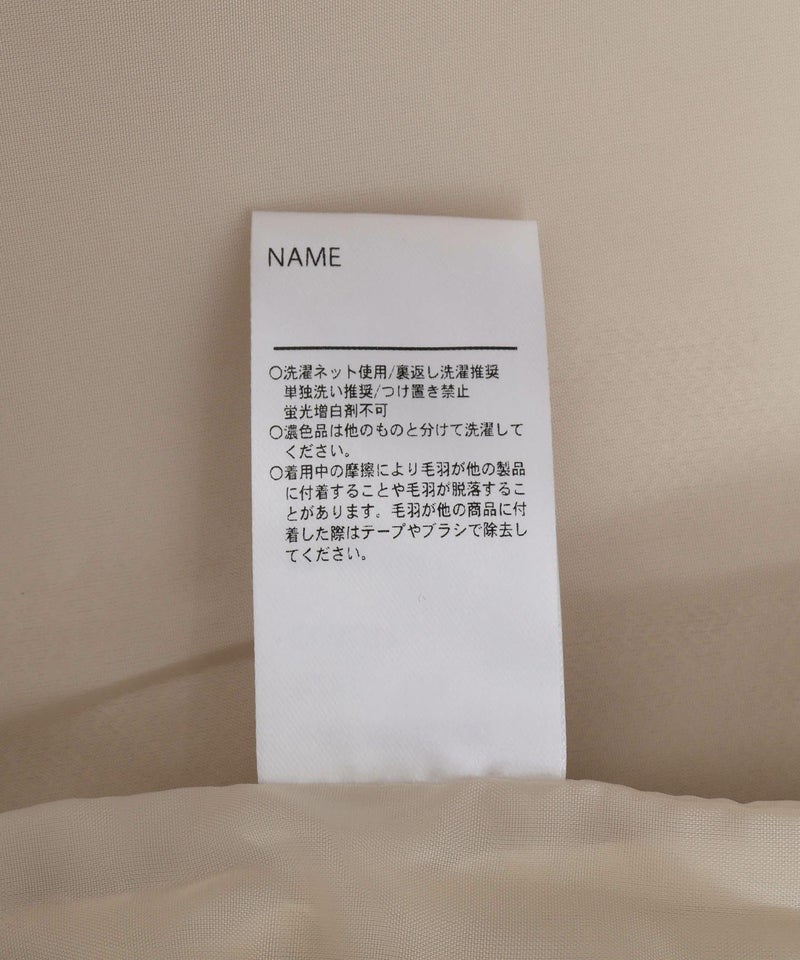 NAME
○洗濯ネット使用/裏返し洗濯推奨
単独洗い推奨/つけ置き禁止
蛍光増白剤不可
○濃色品は他のものと分けて洗濯して
ください。
○着用中の摩擦により毛羽が他の製品
に付着することや毛羽が脱落するこ
とがあります。毛羽が他の商品に付
着した際はテープやブラシで除去し
てください。